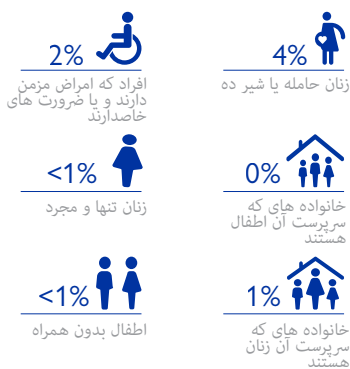 4%
زنان حامله یا شیر ده
2%
افراد که امراض مزمن
دارند و یا ضرورت های
خاصدارند
0%
خانواده های که
سرپرست آن اطفال
هستند
<1%
زنان تنها و مجرد
1%
خانواده های که
سرپرست آن زنان
هستند
<1%
اطفال بدون همراه